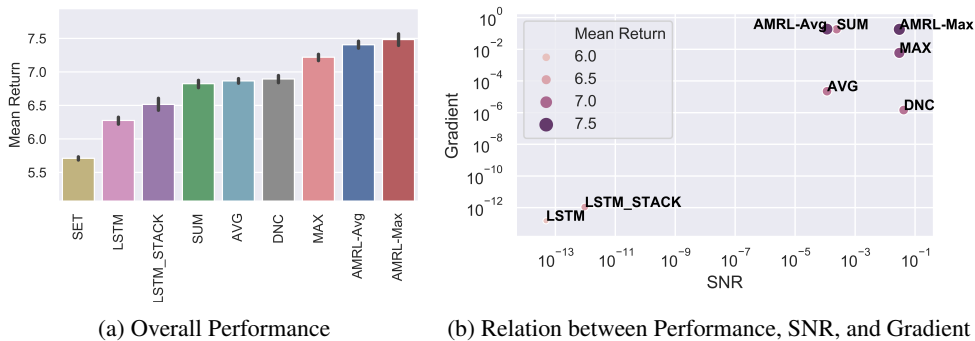 7.5
7.0
6.5
6.0
5.5
Mean Return
SET
LSTM
LSTM_STACK
SUM
AVG
DNC
MAX
AMRL-Avg
AMRL-Max
(a) Overall Performance
10^0
10^-2
10^-4
10^-6
10^-8
10^-10
10^-12
Gradient
Mean Return
6.0
6.5
7.0
7.5
AMRL-Avg
SUM
AMRL-Max
MAX
AVG
DNC
LSTM_STACK
LSTM
10^-13
10^-11
10^-9
10^-7
10^-5
10^-3
10^-1
SNR
(b) Relation between Performance, SNR, and Gradient